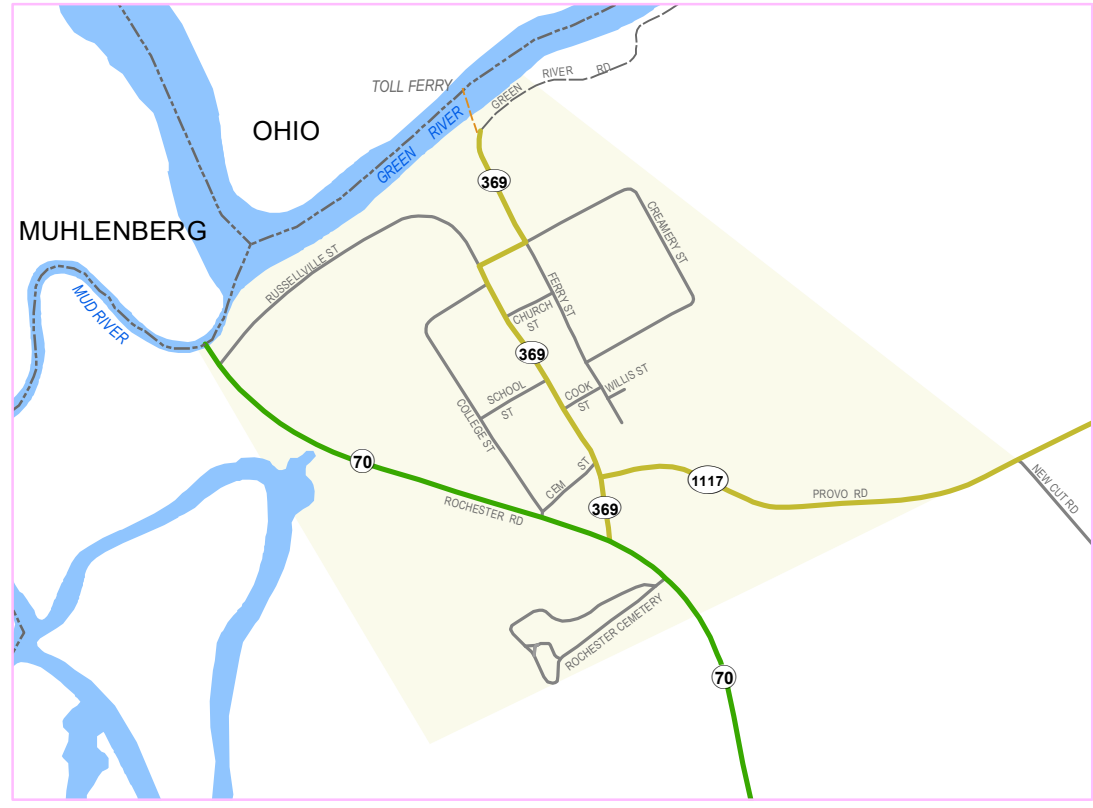 TOLL FERRY
GREEN RIVER RD
OHIO
GREEN RIVER
369
MUHLENBERG
CREAMERY ST
RUSSELLVILLE ST
FERRY ST
MUD RIVER
CHURCH
ST
369
SCHOOL
ST
COOK
ST
WILLIS ST
COLLEGE ST
70
CEM ST
1117
PROVO RD
NEW CUT RD
ROCHESTER RD
369
ROCHESTER CEMETERY
70